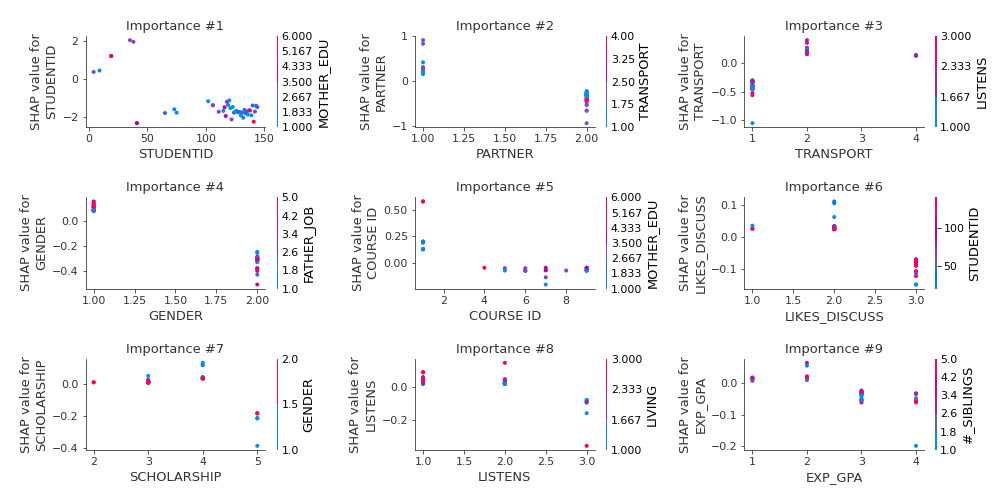 Importance #1
SHAP value for
STUDENTID
2
0
−2
0
50
100
150
STUDENTID
6.000
5.167
4.333
3.500
2.667
1.833
1.000
MOTHER_EDU
Importance #2
SHAP value for
PARTNER
1
0
−1
1.00
1.25
1.50
1.75
2.00
PARTNER
4.00
3.25
2.50
1.75
1.00
TRANSPORT
Importance #3
SHAP value for
TRANSPORT
0.0
−0.5
−1.0
1
2
3
4
TRANSPORT
3.000
2.333
1.667
1.000
LISTENS
Importance #4
SHAP value for
GENDER
0.0
−0.2
−0.4
1.00
1.25
1.50
1.75
2.00
GENDER
5.0
4.2
3.4
2.6
1.8
1.0
FATHER_JOB
Importance #5
SHAP value for
COURSE ID
0.50
0.25
0.00
2
4
6
8
COURSE ID
6.000
5.167
4.333
3.500
2.667
1.833
1.000
MOTHER_EDU
Importance #6
SHAP value for
LIKES_DISCUSS
0.1
0.0
−0.1
1.0
1.5
2.0
2.5
3.0
LIKES_DISCUSS
100
50
STUDENTID
Importance #7
SHAP value for
SCHOLARSHIP
0.0
−0.2
−0.4
2
3
4
5
SCHOLARSHIP
2.0
1.5
1.0
GENDER
Importance #8
SHAP value for
LISTENS
0.0
−0.2
1.0
1.5
2.0
2.5
3.0
LISTENS
3.000
2.333
1.667
1.000
LIVING
Importance #9
SHAP value for
EXP_GPA
0.0
−0.1
−0.2
1
2
3
4
EXP_GPA
5.0
4.2
3.4
2.6
1.8
1.0
#_SIBLINGS